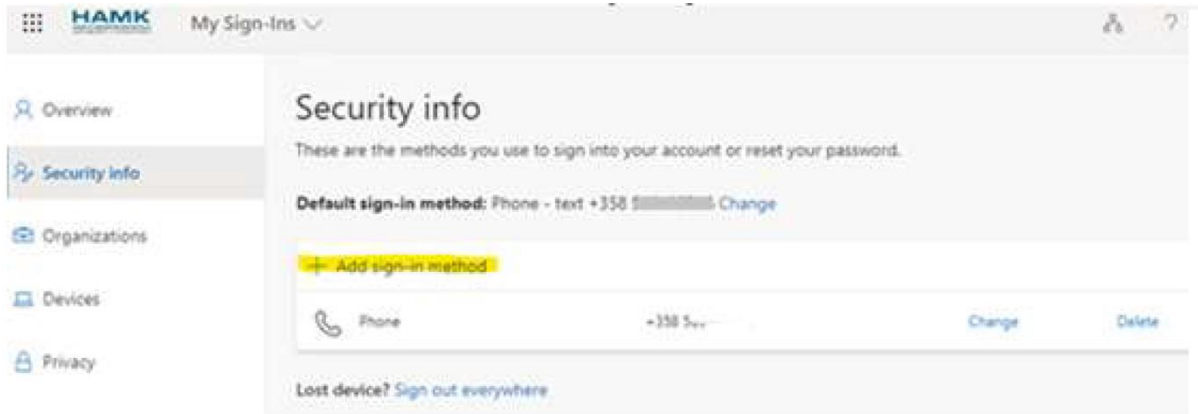 HAMK
My Sign-Ins
?
Overview
Security info
Organizations
Devices
Privacy
Security info
These are the methods you use to sign into your account or reset your password.
Default sign-in method: Phone - text +358 5 Change
+ Add sign-in method
Phone +358 5 Change Delete
Lost device? Sign out everywhere